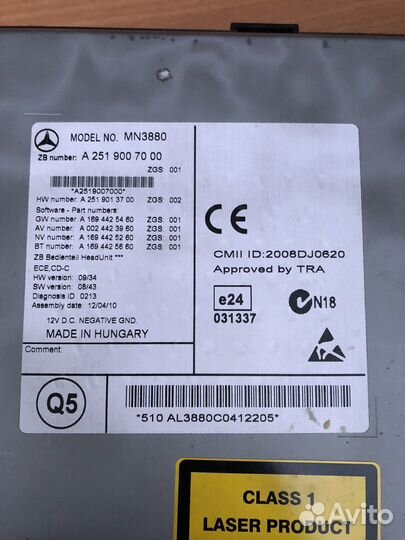 MODEL NO. MN3880
ZB number: A 251 900 70 00
ZGS: 001
*A2519007000*
HW number: A 251 901 37 00 ZGS: 002
Software - Part numbers:
GW number: A 169 442 54 60 ZGS: 001
AV number: A 002 442 39 60 ZGS: 001
NV number: A 169 442 52 60 ZGS: 001
BT number: A 169 442 56 60 ZGS: 001
ZB Bedienteil HeadUnit ***
ECE,CD-C
HW version: 09/34
SW version: 08/43
Diagnosis ID: 0213
Assembly date: 12/04/10
12V D.C. NEGATIVE GND.
MADE IN HUNGARY
Comment:
CE
CMII ID:2008DJ0620
Approved by TRA
e24
031337
N18
Q5
*510 AL3880C0412205*
CLASS 1
LASER PRODUCT
Avito